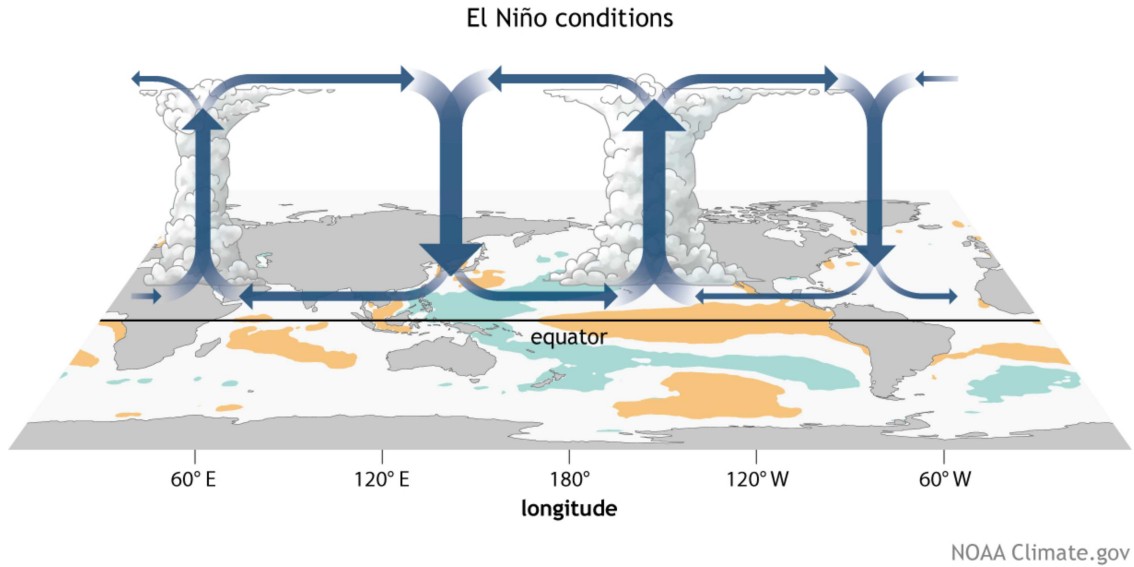 El Niño conditions
equator
60° E 120° E 180° 120° W 60° W
longitude
NOAA Climate.gov